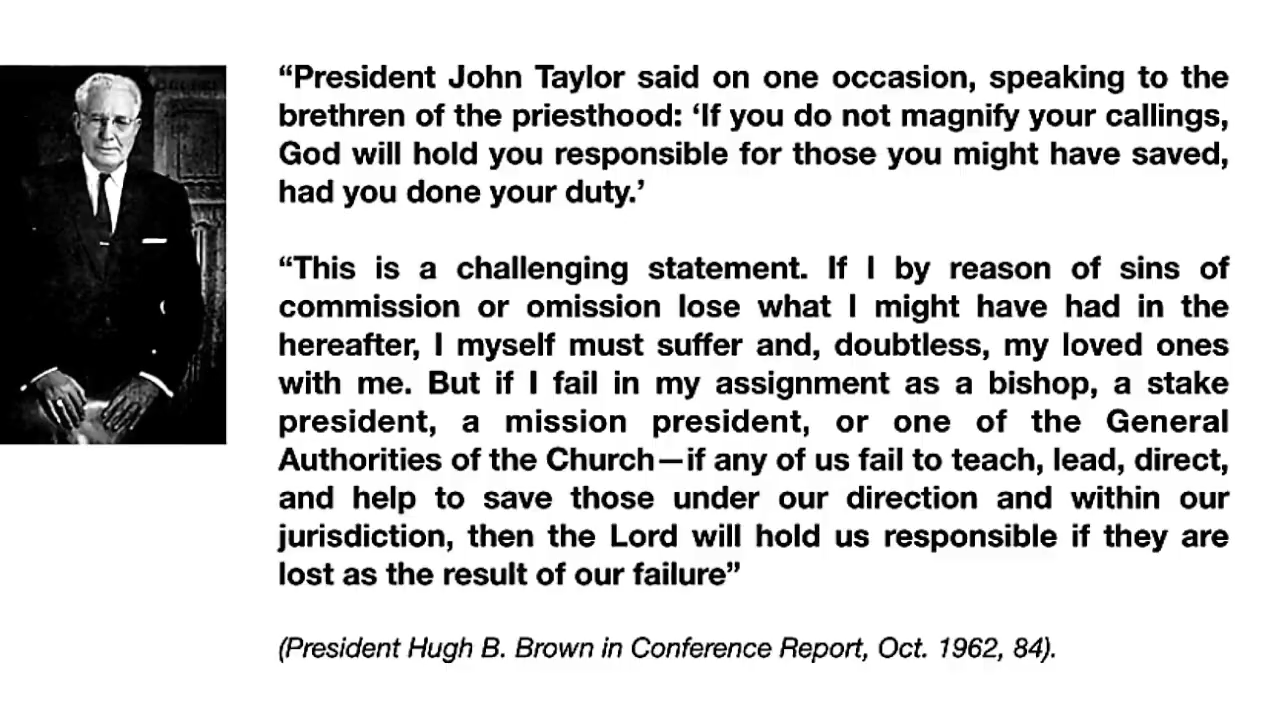 “President John Taylor said on one occasion, speaking to the
brethren of the priesthood: ‘If you do not magnify your callings,
God will hold you responsible for those you might have saved,
had you done your duty.’
“This is a challenging statement. If I by reason of sins of
commission or omission lose what I might have had in the
hereafter, I myself must suffer and, doubtless, my loved ones
with me. But if I fail in my assignment as a bishop, a stake
president, a mission president, or one of the General
Authorities of the Church—if any of us fail to teach, lead, direct,
and help to save those under our direction and within our
jurisdiction, then the Lord will hold us responsible if they are
lost as the result of our failure”
(President Hugh B. Brown in Conference Report, Oct. 1962, 84).